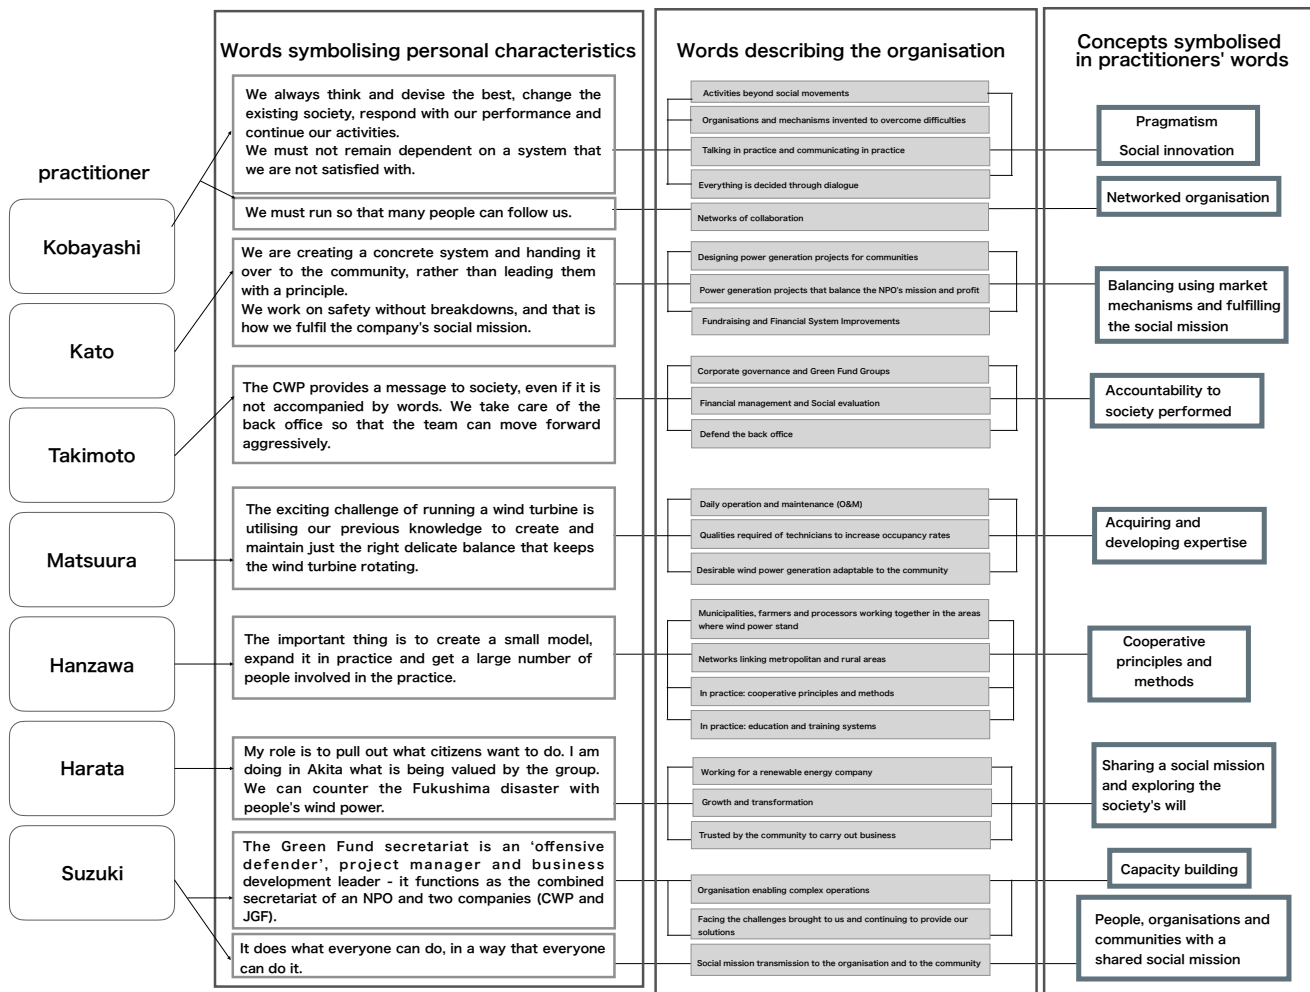 Words symbolising personal characteristics
Words describing the organisation
Concepts symbolised
in practitioners' words
practitioner
Kobayashi
Kato
Takimoto
Matsuura
Hanzawa
Harata
Suzuki
We always think and devise the best, change the
existing society, respond with our performance and
continue our activities.
We must not remain dependent on a system that
we are not satisfied with.
We must run so that many people can follow us.
We are creating a concrete system and handing it
over to the community, rather than leading them
with a principle.
We work on safety without breakdowns, and that is
how we fulfil the company's social mission.
The CWP provides a message to society, even if it is
not accompanied by words. We take care of the
back office so that the team can move forward
aggressively.
The exciting challenge of running a wind turbine is
utilising our previous knowledge to create and
maintain just the right delicate balance that keeps
the wind turbine rotating.
The important thing is to create a small model,
expand it in practice and get a large number of
people involved in the practice.
My role is to pull out what citizens want to do. I am
doing in Akita what is being valued by the group.
We can counter the Fukushima disaster with
people's wind power.
The Green Fund secretariat is an ‘offensive
defender’, project manager and business
development leader - it functions as the combined
secretariat of an NPO and two companies (CWP and
JGF).
It does what everyone can do, in a way that everyone
can do it.
Activities beyond social movements
Organisations and mechanisms invented to overcome difficulties
Talking in practice and communicating in practice
Everything is decided through dialogue
Networks of collaboration
Designing power generation projects for communities
Power generation projects that balance the NPO's mission and profit
Fundraising and Financial System Improvements
Corporate governance and Green Fund Groups
Financial management and Social evaluation
Defend the back office
Daily operation and maintenance (O&M)
Qualities required of technicians to increase occupancy rates
Desirable wind power generation adaptable to the community
Municipalities, farmers and processors working together in the areas
where wind power stand
Networks linking metropolitan and rural areas
In practice: cooperative principles and methods
In practice: education and training systems
Working for a renewable energy company
Growth and transformation
Trusted by the community to carry out business
Organisation enabling complex operations
Facing the challenges brought to us and continuing to provide our
solutions
Social mission transmission to the organisation and to the community
Pragmatism
Social innovation
Networked organisation
Balancing using market
mechanisms and fulfilling
the social mission
Accountability to
society performed
Acquiring and
developing expertise
Cooperative
principles and
methods
Sharing a social mission
and exploring the
society's will
Capacity building
People, organisations and
communities with a
shared social mission